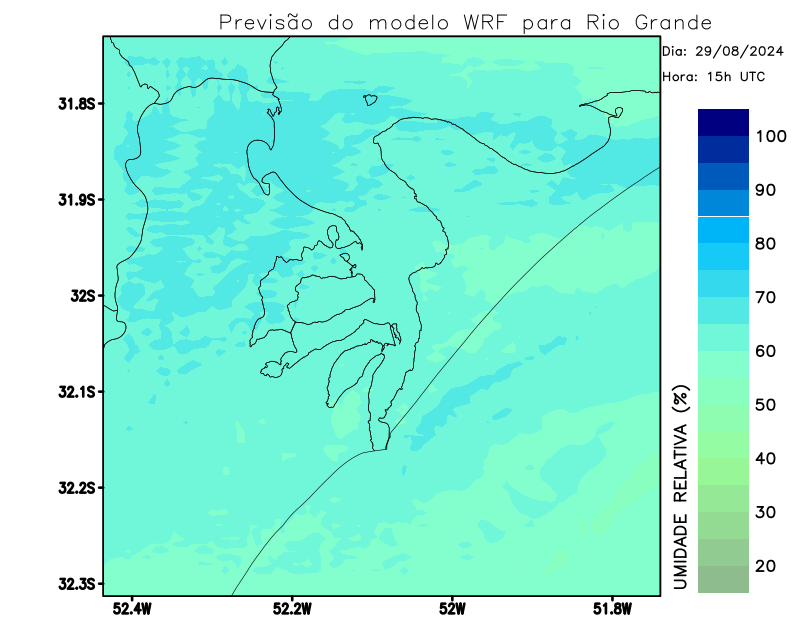 Previsão do modelo WRF para Rio Grande
Dia: 29/08/2024
Hora: 15h UTC
31.8S
31.9S
32S
32.1S
32.2S
32.3S
52.4W
52.2W
52W
51.8W
100
90
80
70
60
50
40
30
20
UMIDADE RELATIVA (%)